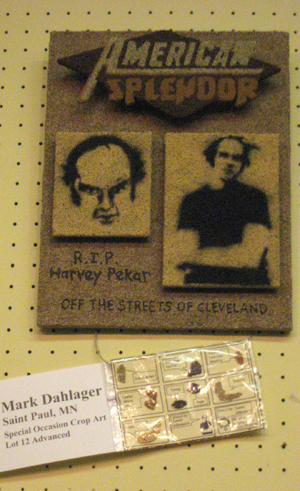 AMERICAN
SPLENDOR
R.I.P.
Harvey Pekar
OFF THE STREETS OF CLEVELAND
Mark Dahlager
Saint Paul, MN
Special Occasion Crop Art
Lot 12 Advanced